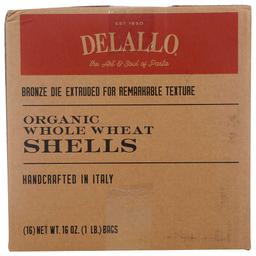 EST 1950
DELALLO
the Art & Soul of Pasta
BRONZE DIE EXTRUDED FOR REMARKABLE TEXTURE
ORGANIC
WHOLE WHEAT
SHELLS
HANDCRAFTED IN ITALY
(16) NET WT. 16 OZ. (1 LB.) BAGS